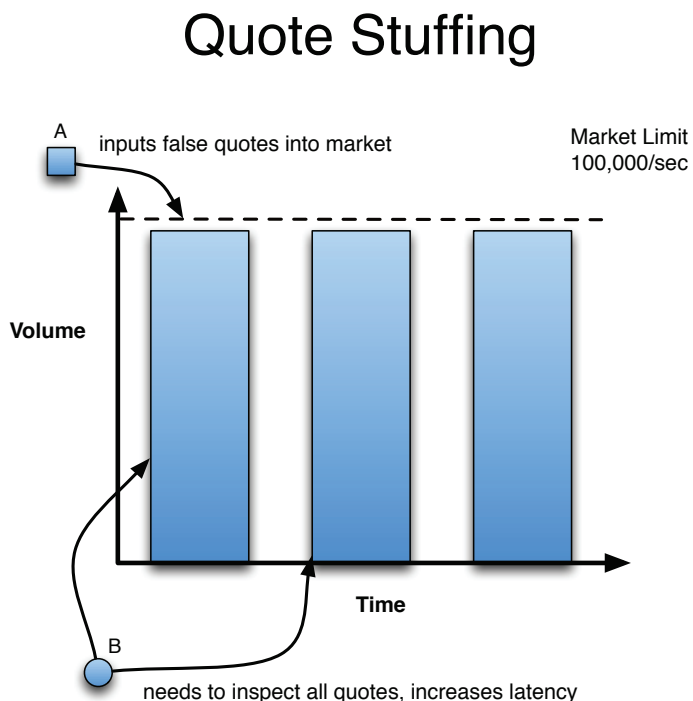 Quote Stuffing
A
inputs false quotes into market
Market Limit
100,000/sec
Volume
Time
B
needs to inspect all quotes, increases latency